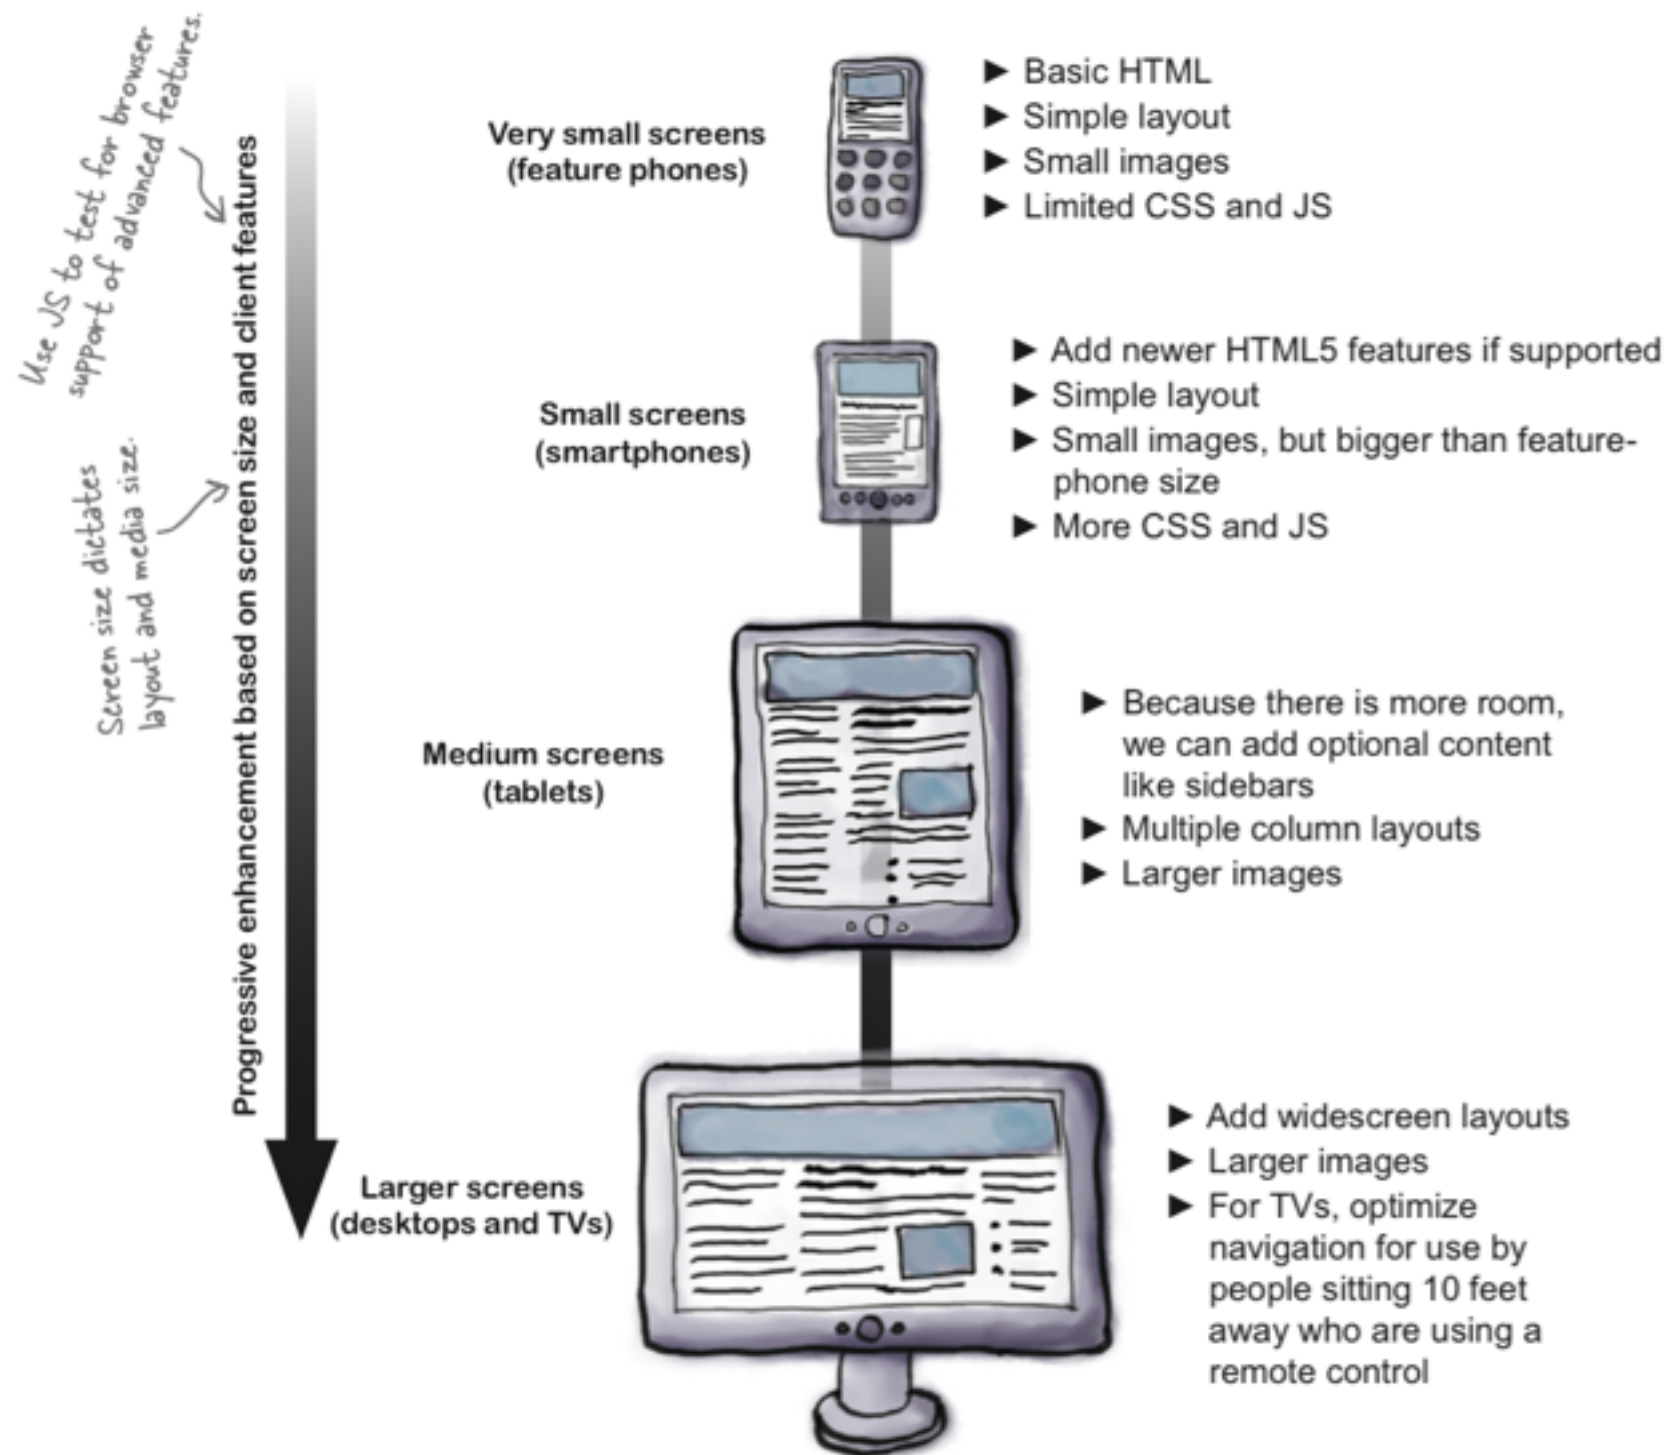 Use JS to test for browser
support of advanced features.
Screen size dictates
layout and media size.
Progressive enhancement based on screen size and client features
Very small screens
(feature phones)
► Basic HTML
► Simple layout
► Small images
► Limited CSS and JS
Small screens
(smartphones)
► Add newer HTML5 features if supported
► Simple layout
► Small images, but bigger than feature-
phone size
► More CSS and JS
Medium screens
(tablets)
► Because there is more room,
we can add optional content
like sidebars
► Multiple column layouts
► Larger images
Larger screens
(desktops and TVs)
► Add widescreen layouts
► Larger images
► For TVs, optimize
navigation for use by
people sitting 10 feet
away who are using a
remote control